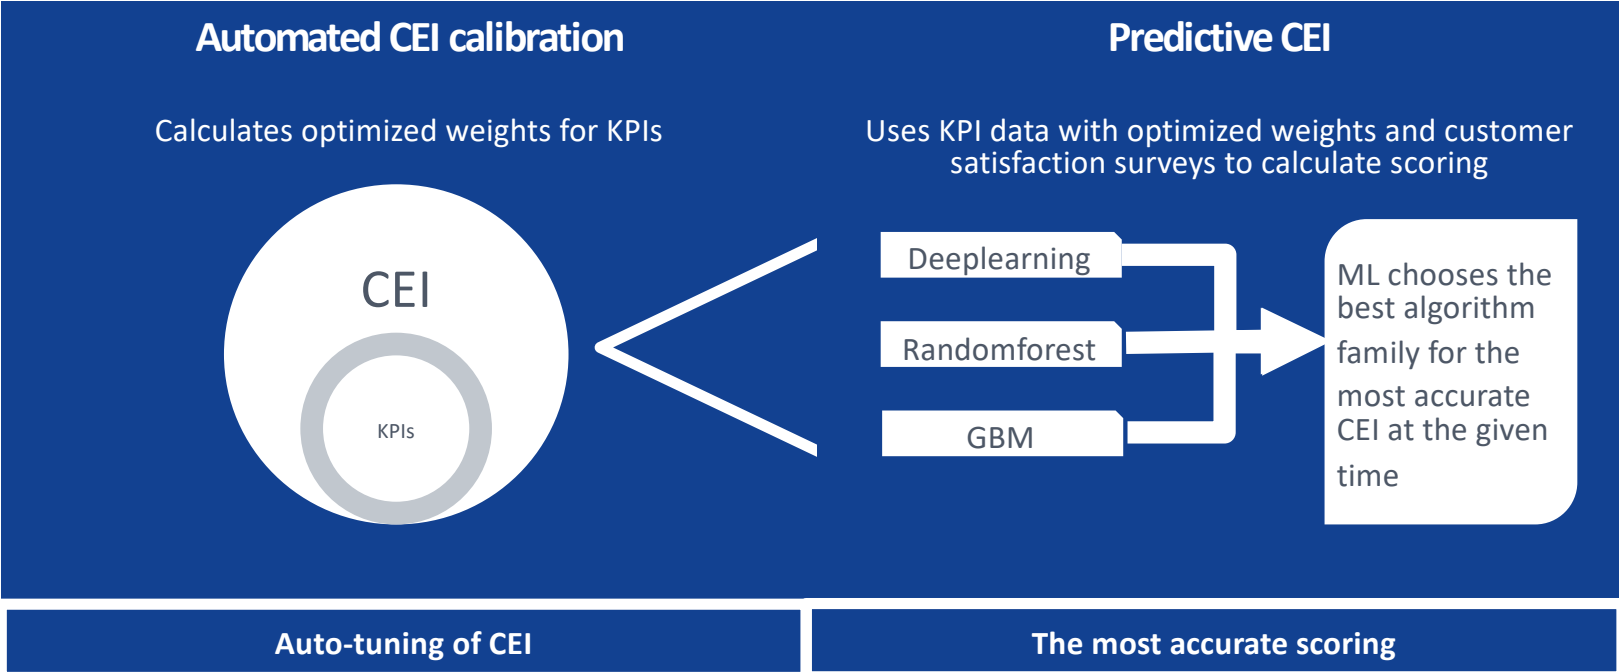 Automated CEI calibration
Calculates optimized weights for KPIs
CEI
KPIs
Auto-tuning of CEI
Predictive CEI
Uses KPI data with optimized weights and customer
satisfaction surveys to calculate scoring
Deeplearning
Randomforest
GBM
ML chooses the
best algorithm
family for the
most accurate
CEI at the given
time
The most accurate scoring